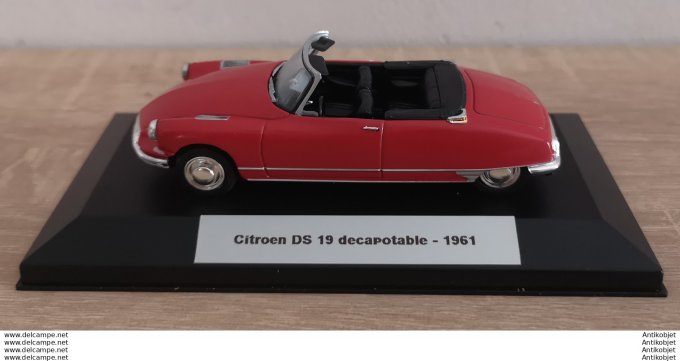 Citroen DS 19 decapotable - 1961
www.delcampe.net Antikobjet
www.delcampe.net Antikobjet
www.delcampe.net Antikobjet